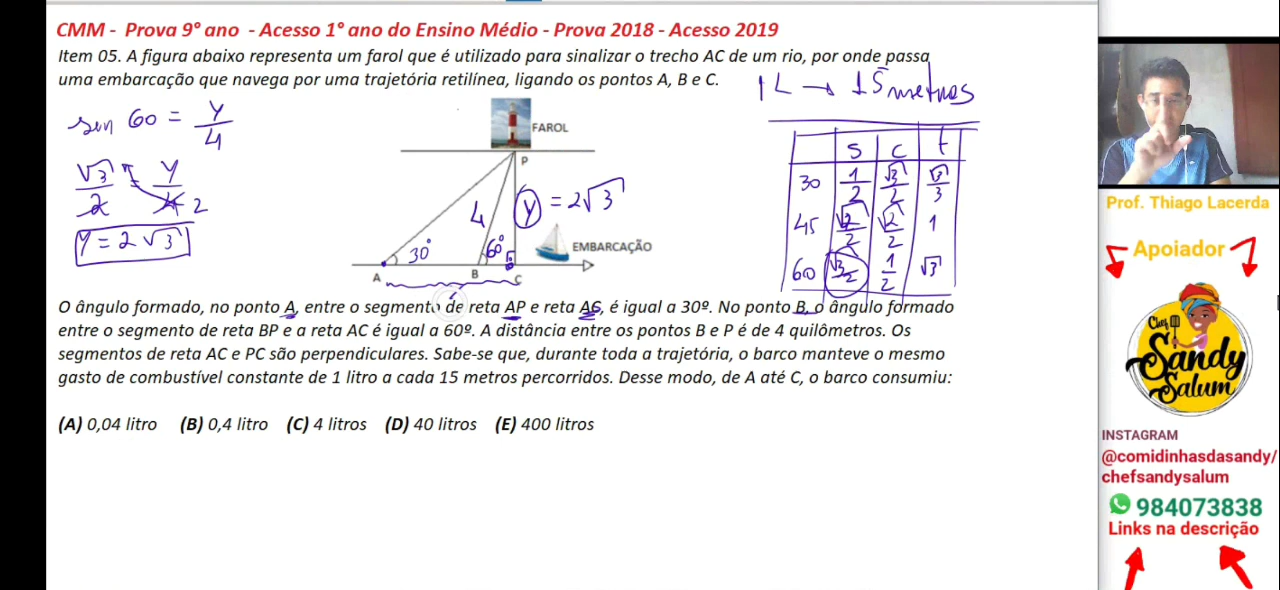 CMM - Prova 9º ano - Acesso 1º ano do Ensino Médio - Prova 2018 - Acesso 2019
Item 05. A figura abaixo representa um farol que é utilizado para sinalizar o trecho AC de um rio, por onde passa
uma embarcação que navega por uma trajetória retilínea, ligando os pontos A, B e C.
1L → 15 metros
sen 60 = y/4
√3/2 = y/4 2
y = 2√3
FAROL
P
4
y = 2√3
30°
60°
EMBARCAÇÃO
A
B
C
S C t
30 1/2 √3/2 √3/3
45 √2/2 √2/2 1
60 √3/2 1/2 √3
O ângulo formado, no ponto A, entre o segmento de reta AP e reta AC, é igual a 30º. No ponto B, o ângulo formado
entre o segmento de reta BP e a reta AC é igual a 60º. A distância entre os pontos B e P é de 4 quilômetros. Os
segmentos de reta AC e PC são perpendiculares. Sabe-se que, durante toda a trajetória, o barco manteve o mesmo
gasto de combustível constante de 1 litro a cada 15 metros percorridos. Desse modo, de A até C, o barco consumiu:
(A) 0,04 litro (B) 0,4 litro (C) 4 litros (D) 40 litros (E) 400 litros
Prof. Thiago Lacerda
Apoiador
Chef
Sandy
Salum
INSTAGRAM
@comidinhasdasandy/
chefsandysalum
984073838
Links na descrição